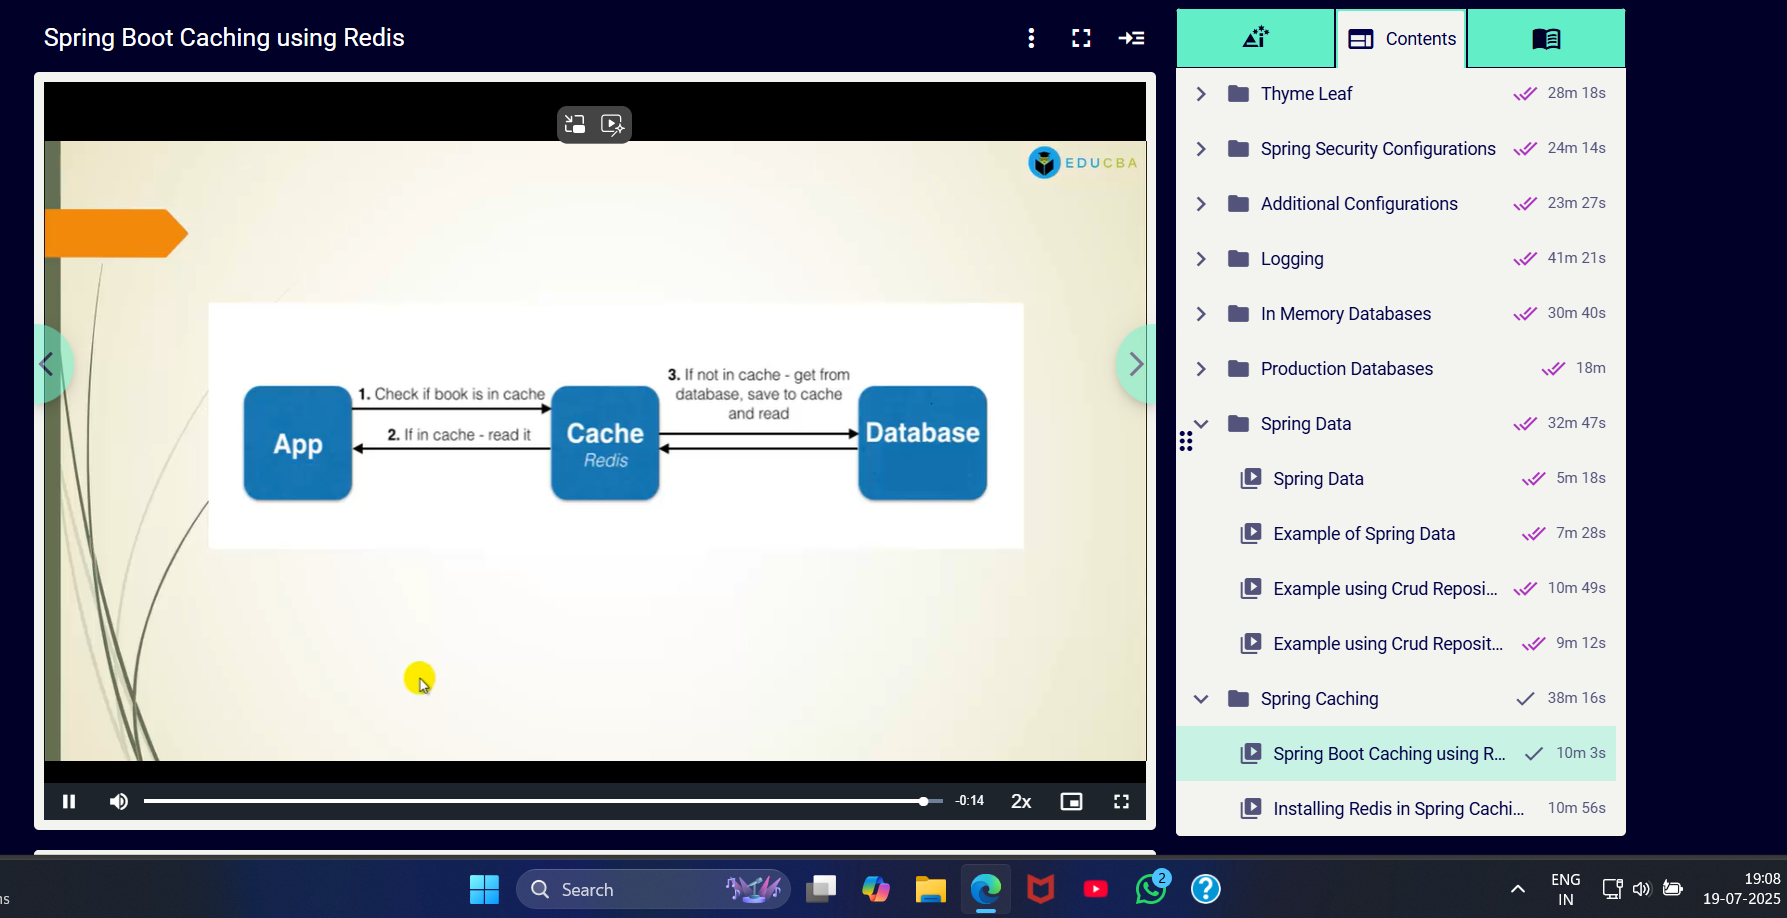 Spring Boot Caching using Redis
EDUCBA
1. Check if book is in cache
2. If in cache - read it
3. If not in cache - get from
database, save to cache
and read
App
Cache
Redis
Database
-0:14
2x
Contents
Thyme Leaf 28m 18s
Spring Security Configurations 24m 14s
Additional Configurations 23m 27s
Logging 41m 21s
In Memory Databases 30m 40s
Production Databases 18m
Spring Data 32m 47s
Spring Data 5m 18s
Example of Spring Data 7m 28s
Example using Crud Reposi... 10m 49s
Example using Crud Reposit... 9m 12s
Spring Caching 38m 16s
Spring Boot Caching using R... 10m 3s
Installing Redis in Spring Cachi... 10m 56s
Search
2
ENG
IN
19:08
19-07-2025